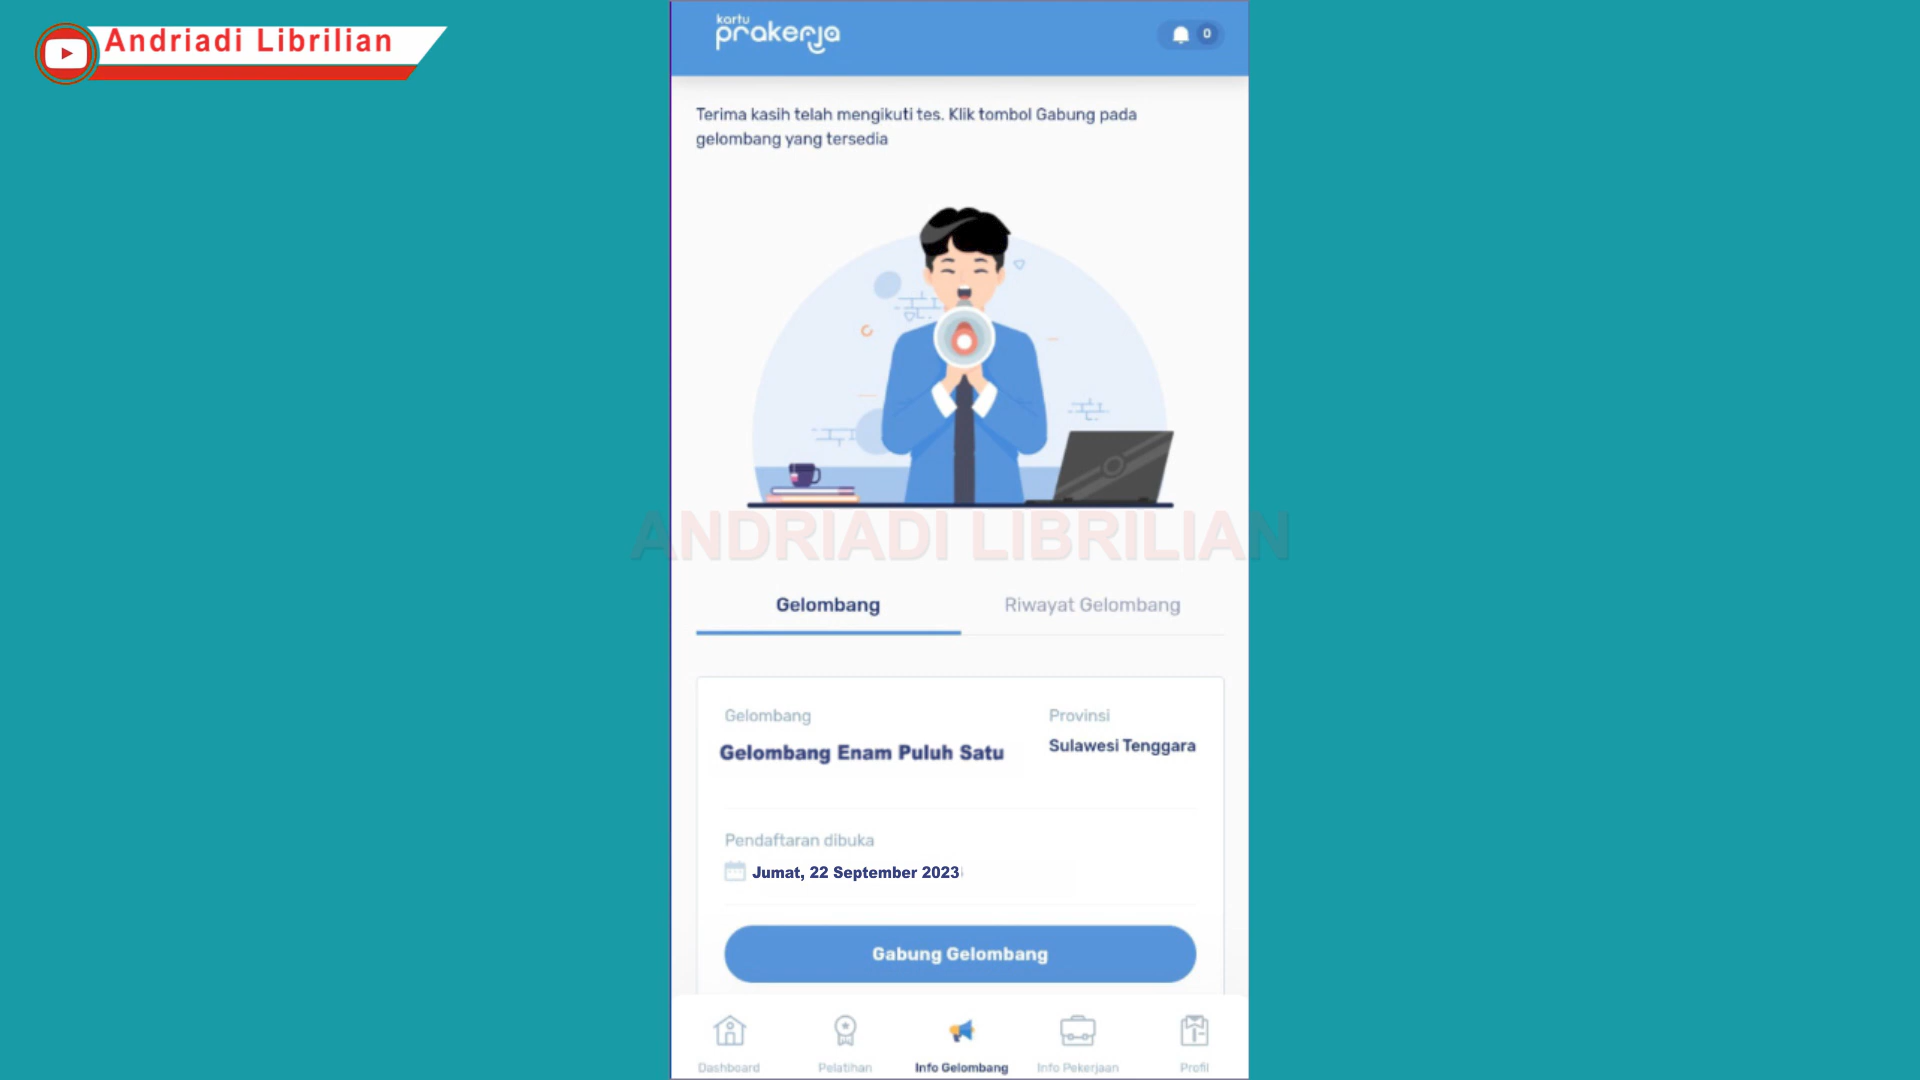 Andriadi Librilian
kartu
prakerja
0
Terima kasih telah mengikuti tes. Klik tombol Gabung pada
gelombang yang tersedia
ANDRIADI LIBRILIAN
Gelombang
Riwayat Gelombang
Gelombang
Provinsi
Gelombang Enam Puluh Satu
Sulawesi Tenggara
Pendaftaran dibuka
Jumat, 22 September 2023
Gabung Gelombang
Dashboard
Pelatihan
Info Gelombang
Info Pekerjaan
Profil